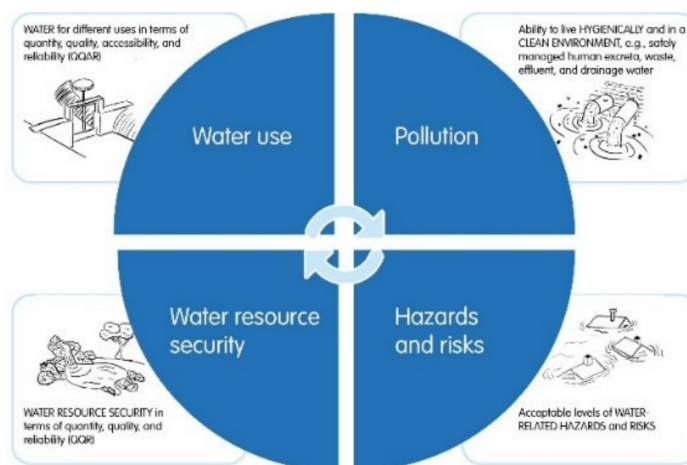 WATER for different uses in terms of
quantity, quality, accessibility, and
reliability (QQAR)
Ability to live HYGIENICALLY and in a
CLEAN ENVIRONMENT, e.g., safely
managed human excreta, waste,
effluent, and drainage water
Water use
Pollution
Water resource
security
Hazards
and risks
WATER RESOURCE SECURITY in
terms of quantity, quality, and
reliability (QQR)
Acceptable levels of WATER-
RELATED HAZARDS and RISKS